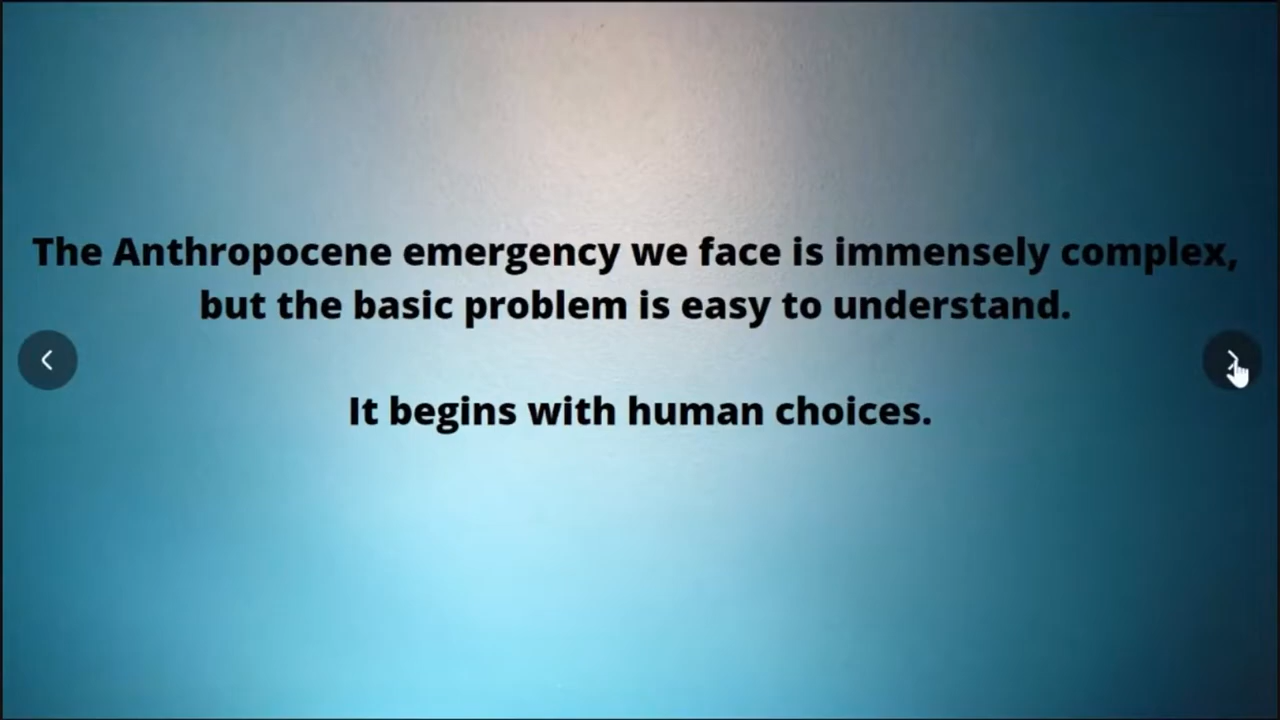 The Anthropocene emergency we face is immensely complex,
but the basic problem is easy to understand.
It begins with human choices.